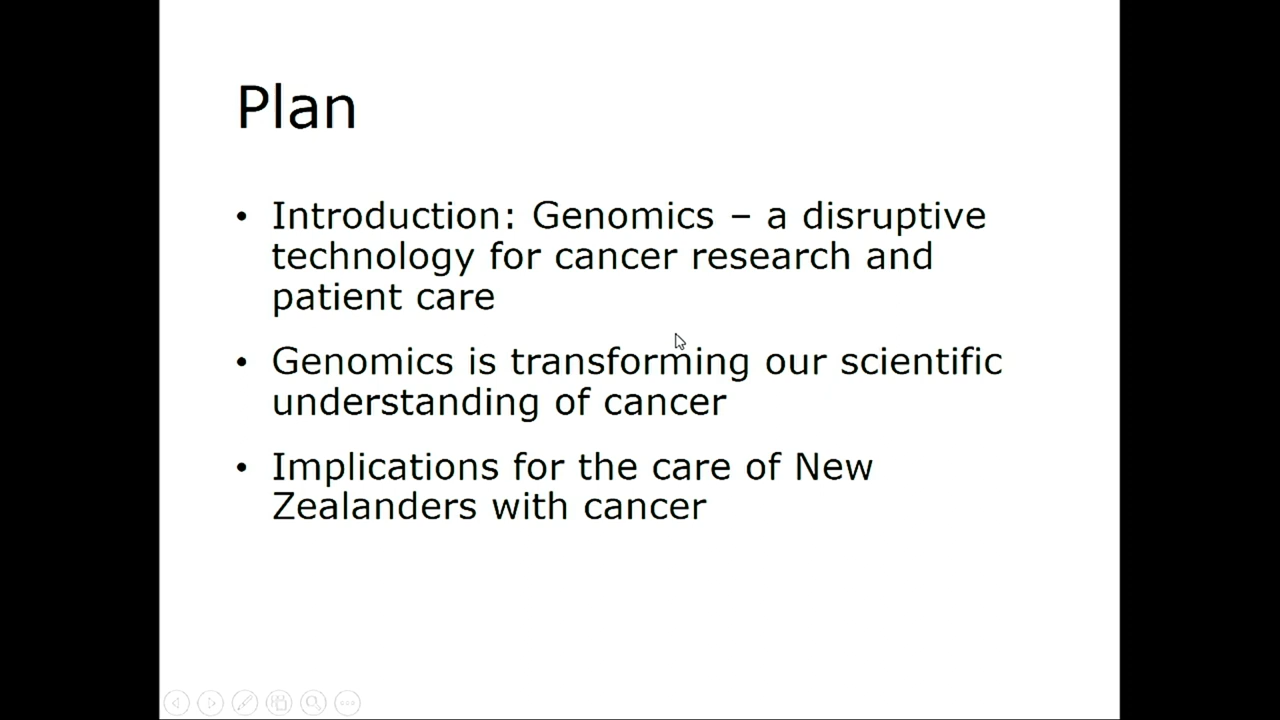 Plan
• Introduction: Genomics – a disruptive
technology for cancer research and
patient care
• Genomics is transforming our scientific
understanding of cancer
• Implications for the care of New
Zealanders with cancer